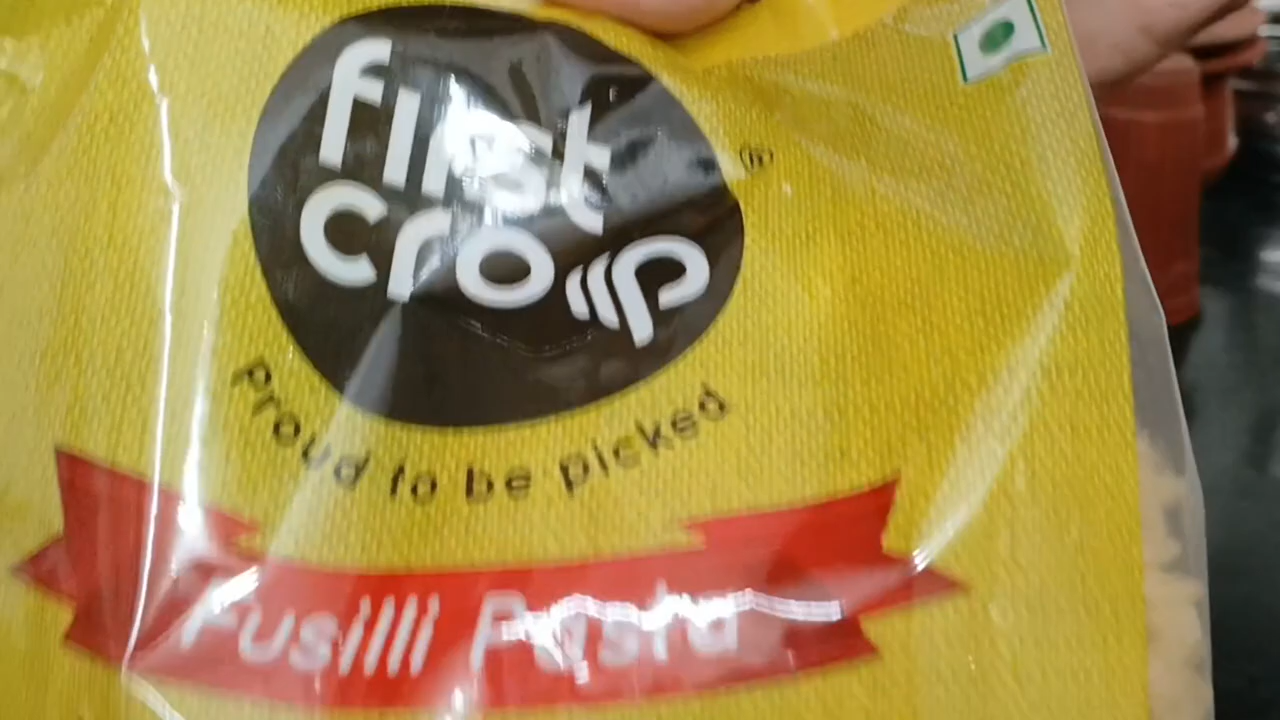 first
crop
®
Proud to be picked
Fusilli Pasta